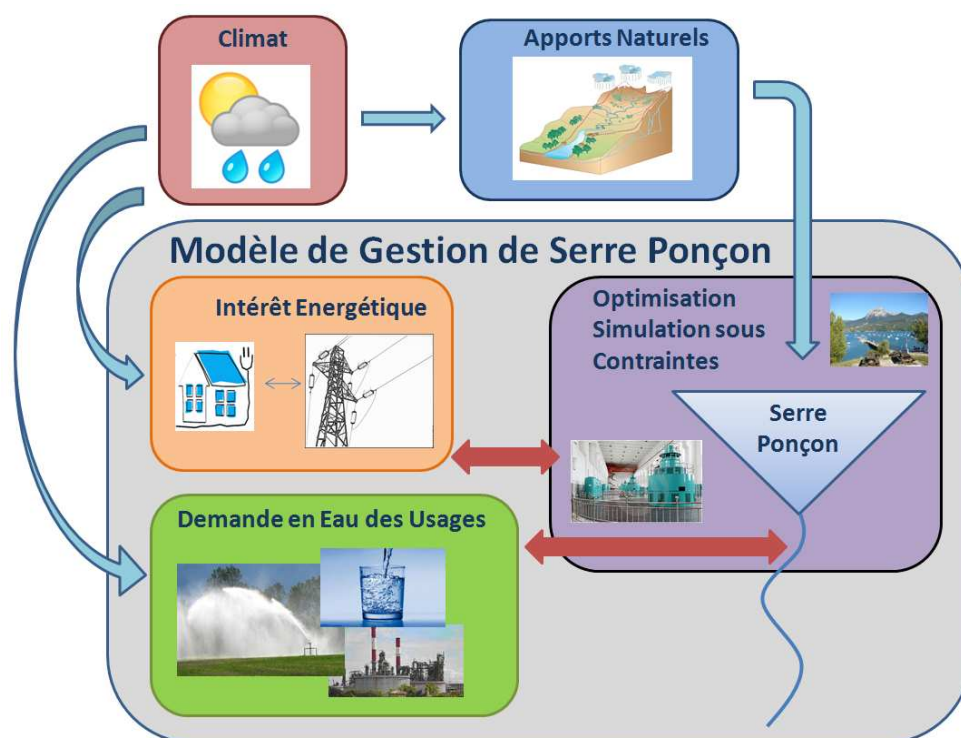 Climat
Apports Naturels
Modèle de Gestion de Serre Ponçon
Intérêt Energétique
Optimisation
Simulation sous
Contraintes
Serre
Ponçon
Demande en Eau des Usages